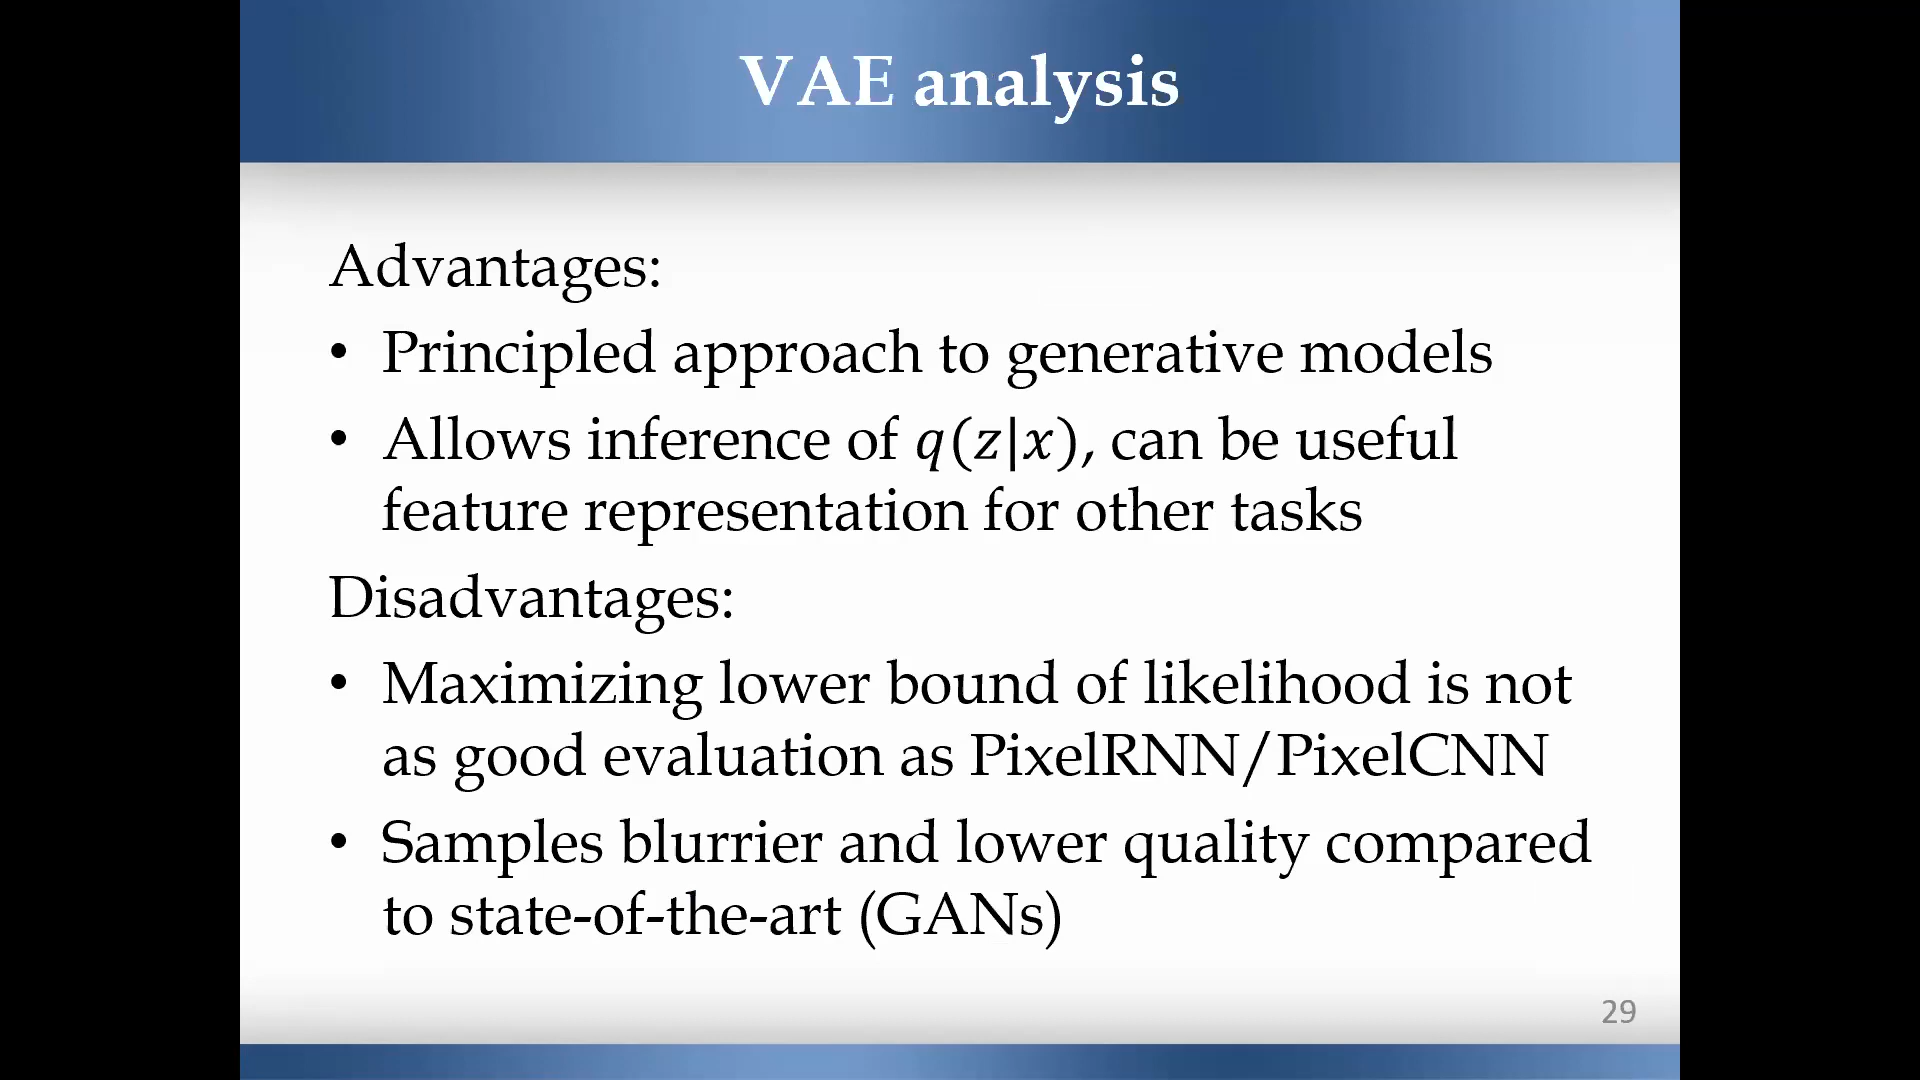 VAE analysis
Advantages:
• Principled approach to generative models
• Allows inference of q(z|x), can be useful
feature representation for other tasks
Disadvantages:
• Maximizing lower bound of likelihood is not
as good evaluation as PixelRNN/PixelCNN
• Samples blurrier and lower quality compared
to state-of-the-art (GANs)
29